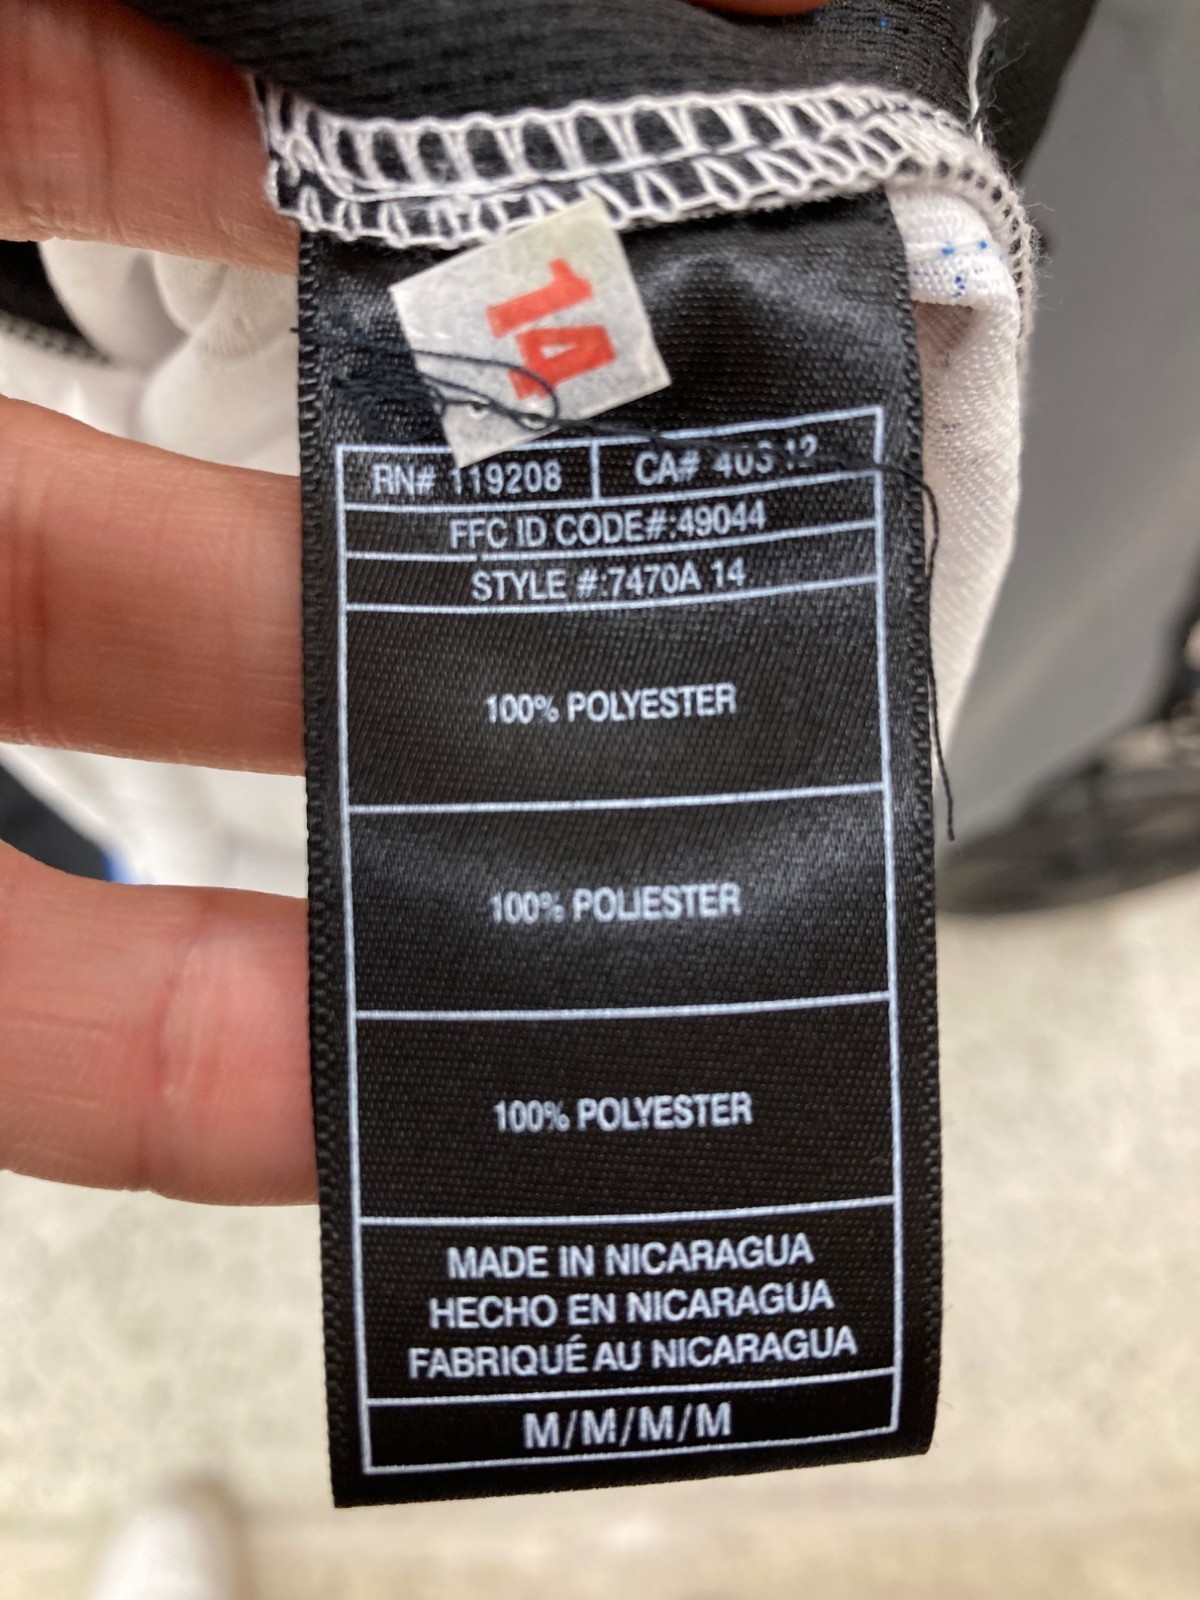 14
RN# 119208
CA#
FFC ID CODE#:49044
STYLE #:7470A 14
100% POLYESTER
100% POLIESTER
100% POLYESTER
MADE IN NICARAGUA
HECHO EN NICARAGUA
FABRIQUÉ AU NICARAGUA
M/M/M/M